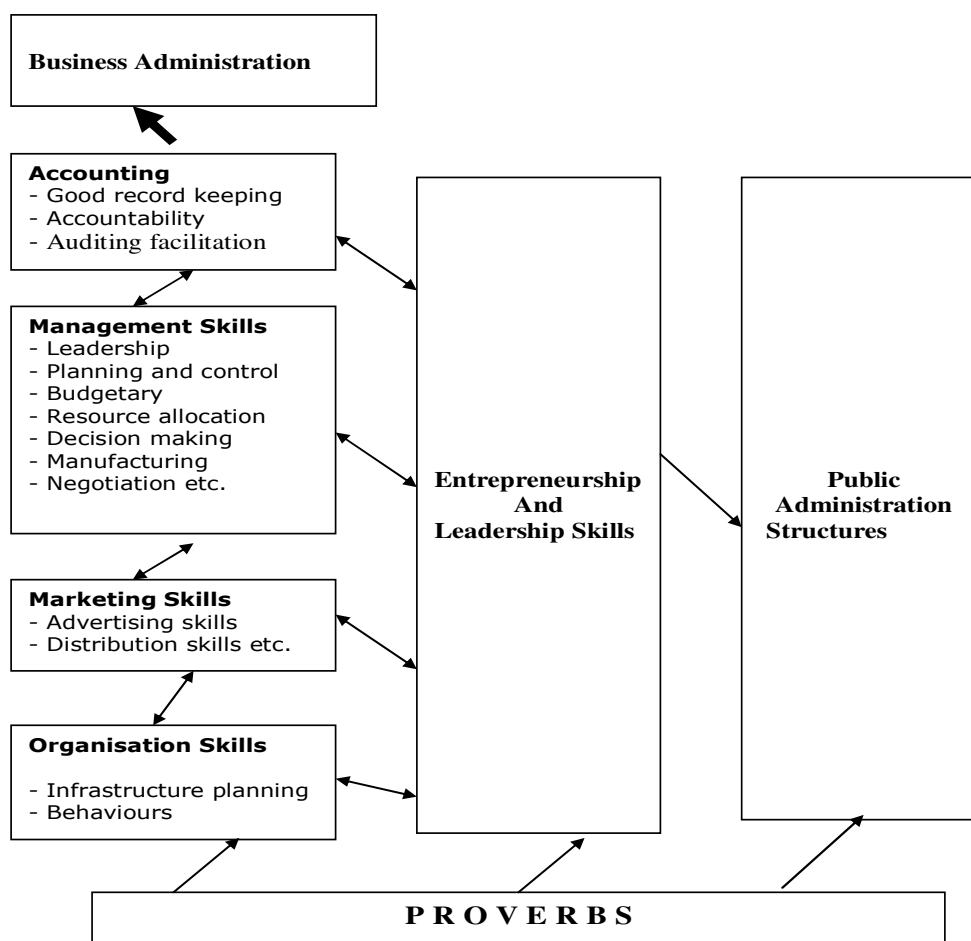 Business Administration
Accounting
- Good record keeping
- Accountability
- Auditing facilitation
Management Skills
- Leadership
- Planning and control
- Budgetary
- Resource allocation
- Decision making
- Manufacturing
- Negotiation etc.
Marketing Skills
- Advertising skills
- Distribution skills etc.
Organisation Skills
- Infrastructure planning
- Behaviours
Entrepreneurship
And
Leadership Skills
Public
Administration
Structures
P R O V E R B S